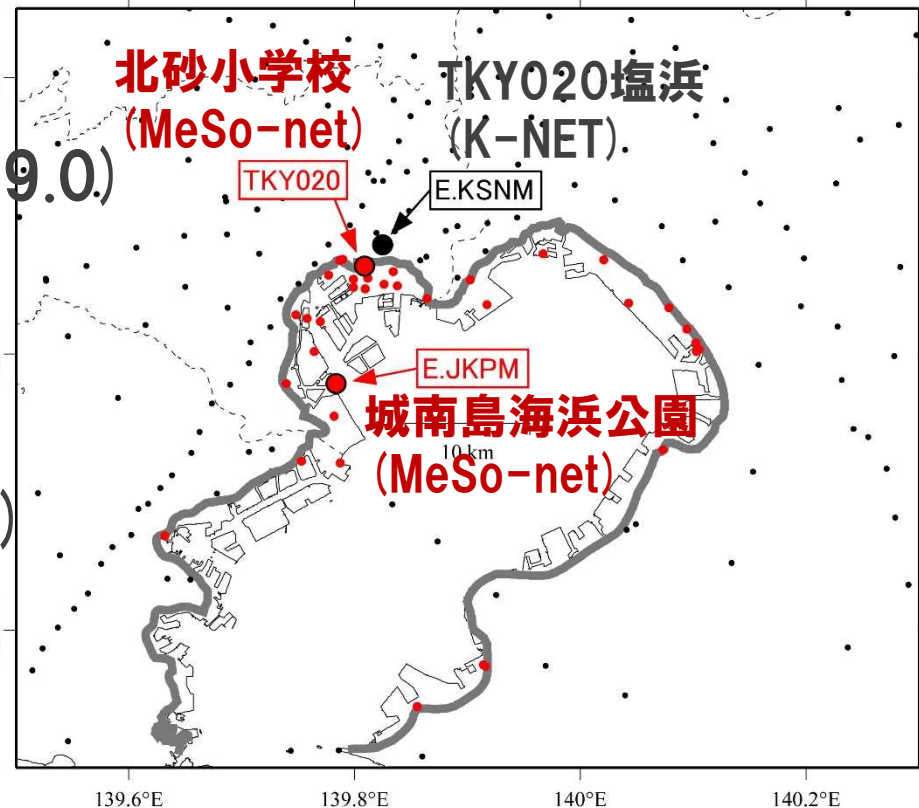 北砂小学校
(MeSo-net)
TKY020塩浜
(K-NET)
9.0)
TKY020
E.KSNM
E.JKPM
城南島海浜公園
10 km
(MeSo-net)
)
139.6°E
139.8°E
140°E
140.2°E